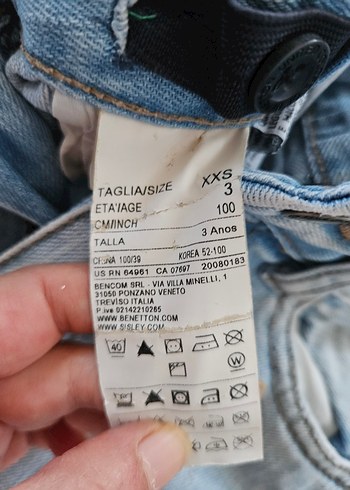 TAGLIA/SIZE XXS
ETA'/AGE 3
CM/INCH 100
TALLA 3 Anos
CHINA 100/39 KOREA 52-100
US RN 64961 CA 07697 20080183
BENCOM SRL - VIA VILLA MINELLI, 1
31050 PONZANO VENETO
TREVISO ITALIA
P.iva 02102144265
WWW.BENETTON.COM
WWW.SISLEY.COM
40
W